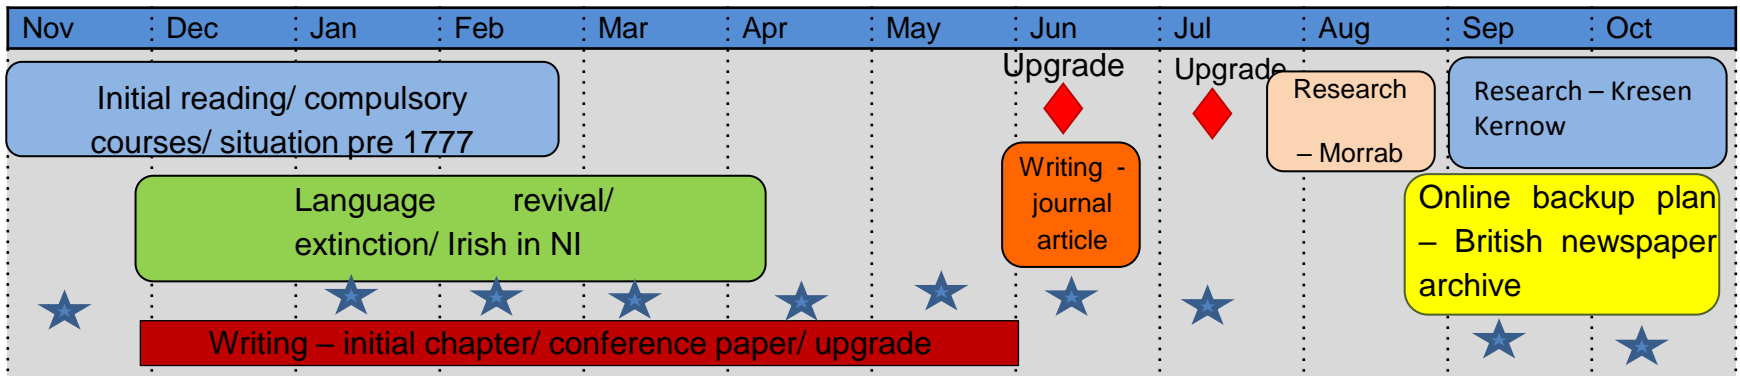 Nov Dec Jan Feb Mar Apr May Jun Jul Aug Sep Oct
Upgrade
Upgrade
Initial reading/ compulsory
courses/ situation pre 1777
Research
– Morrab
Research – Kresen
Kernow
Writing -
journal
article
Language revival/
extinction/ Irish in NI
Online backup plan
– British newspaper
archive
Writing – initial chapter/ conference paper/ upgrade